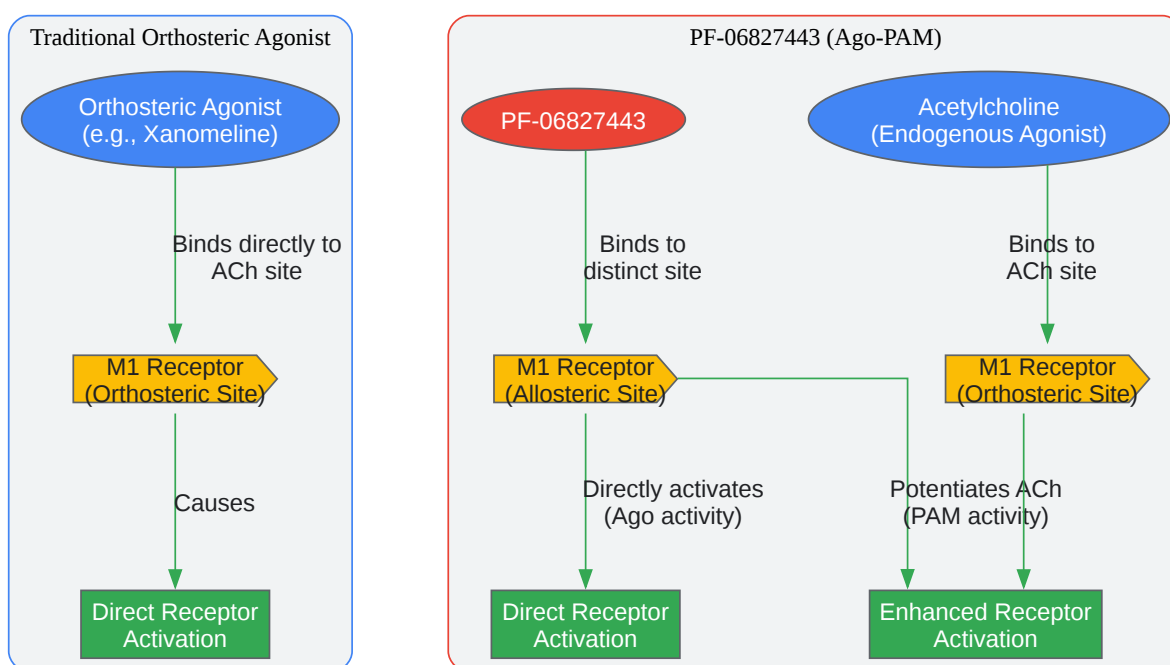 Traditional Orthosteric Agonist
Orthosteric Agonist
(e.g., Xanomeline)
Binds directly to
ACh site
M1 Receptor
(Orthosteric Site)
Causes
Direct Receptor
Activation
PF-06827443 (Ago-PAM)
PF-06827443
Acetylcholine
(Endogenous Agonist)
Binds to
distinct site
Binds to
ACh site
M1 Receptor
(Allosteric Site)
M1 Receptor
(Orthosteric Site)
Directly activates
(Ago activity)
Potentiates ACh
(PAM activity)
Direct Receptor
Activation
Enhanced Receptor
Activation